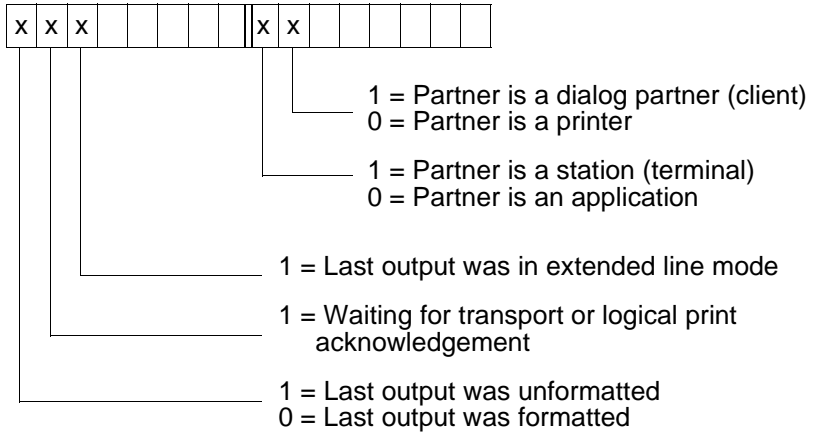 x x x x x
1 = Partner is a dialog partner (client)
0 = Partner is a printer
1 = Partner is a station (terminal)
0 = Partner is an application
1 = Last output was in extended line mode
1 = Waiting for transport or logical print
acknowledgement
1 = Last output was unformatted
0 = Last output was formatted